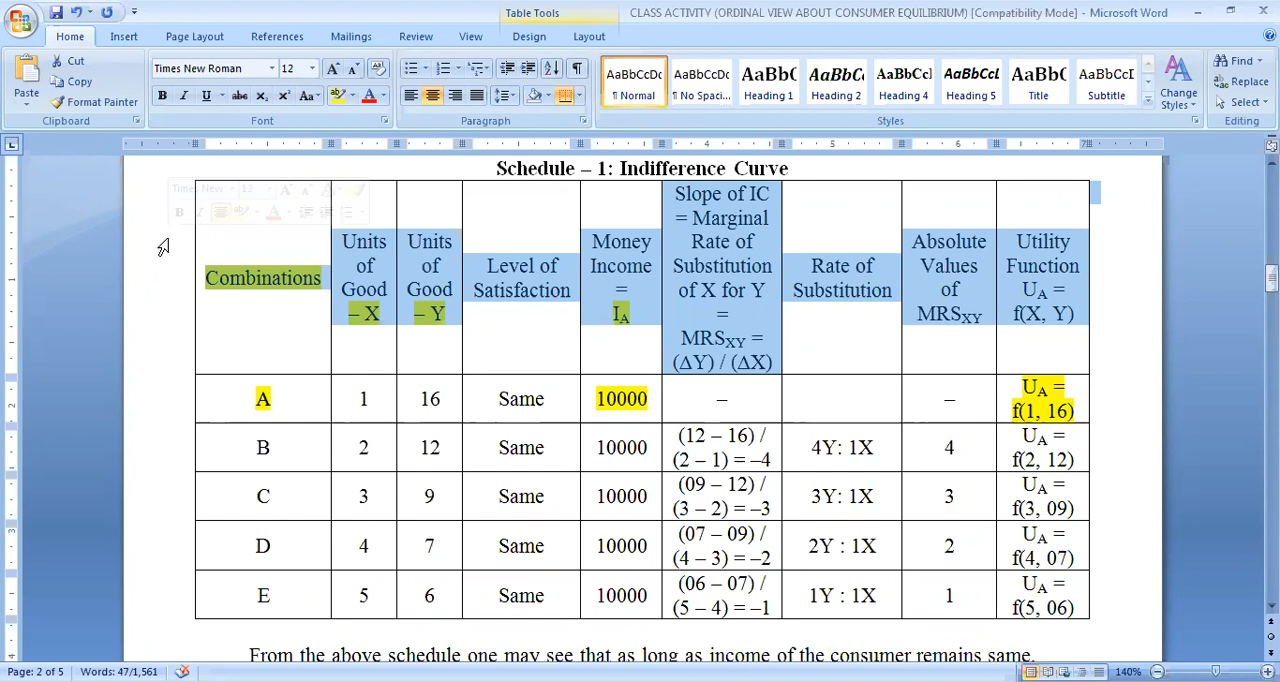 Table Tools
CLASS ACTIVITY (ORDINAL VIEW ABOUT CONSUMER EQUILIBRIUM) [Compatibility Mode] - Microsoft Word
Home Insert Page Layout References Mailings Review View Design Layout
Paste
Cut
Copy
Format Painter
Clipboard
Times New Roman 12
Font
Paragraph
AaBbCcDc AaBbCcDc AaBbC AaBbCc AaBbCc AaBbCcL AaBbC AaBbCcI
¶ Normal ¶ No Spaci... Heading 1 Heading 2 Heading 4 Heading 5 Title Subtitle
Styles
Change
Styles
Find
Replace
Select
Editing
Schedule – 1: Indifference Curve
Times New 12
Combinations
Units
of
Good
– X
Units
of
Good
– Y
Level of
Satisfaction
Money
Income
=
IA
Slope of IC
= Marginal
Rate of
Substitution
of X for Y
=
MRSXY =
(ΔY) / (ΔX)
Rate of
Substitution
Absolute
Values
of
MRSXY
Utility
Function
UA =
f(X, Y)
A 1 16 Same 10000 – – UA =
f(1, 16)
B 2 12 Same 10000 (12 – 16) /
(2 – 1) = –4 4Y: 1X 4 UA =
f(2, 12)
C 3 9 Same 10000 (09 – 12) /
(3 – 2) = –3 3Y: 1X 3 UA =
f(3, 09)
D 4 7 Same 10000 (07 – 09) /
(4 – 3) = –2 2Y : 1X 2 UA =
f(4, 07)
E 5 6 Same 10000 (06 – 07) /
(5 – 4) = –1 1Y : 1X 1 UA =
f(5, 06)
From the above schedule one may see that as long as income of the consumer remains same,
Page: 2 of 5 Words: 47/1,561 140%